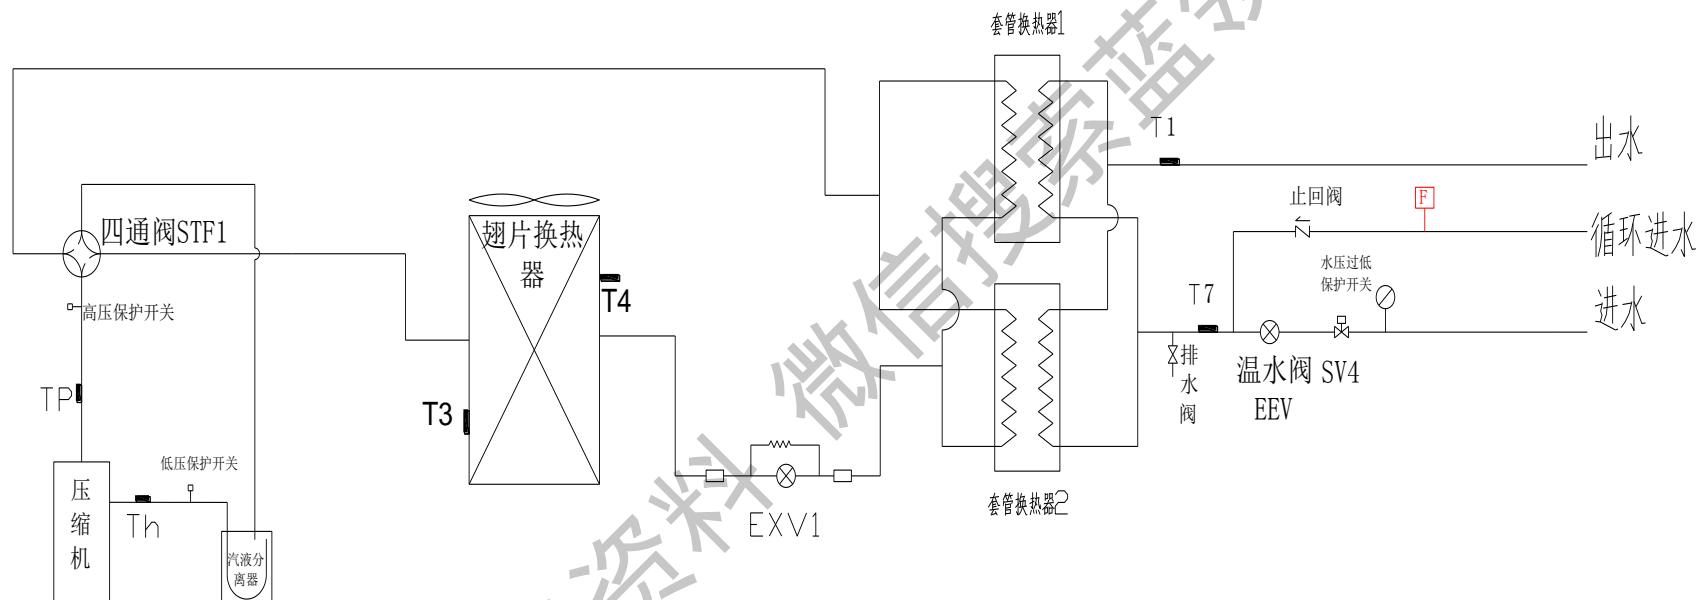 套管换热器1
T1
出水
止回阀
F
循环进水
四通阀STF1
翅片换热
器
水压过低
保护开关
T4
T7
进水
高压保护开关
排
水
阀
温水阀 SV4
EEV
TP
T3
低压保护开关
压
缩
机
Th
EXV1
套管换热器2
汽液分
离器
资料 微信搜索蓝领